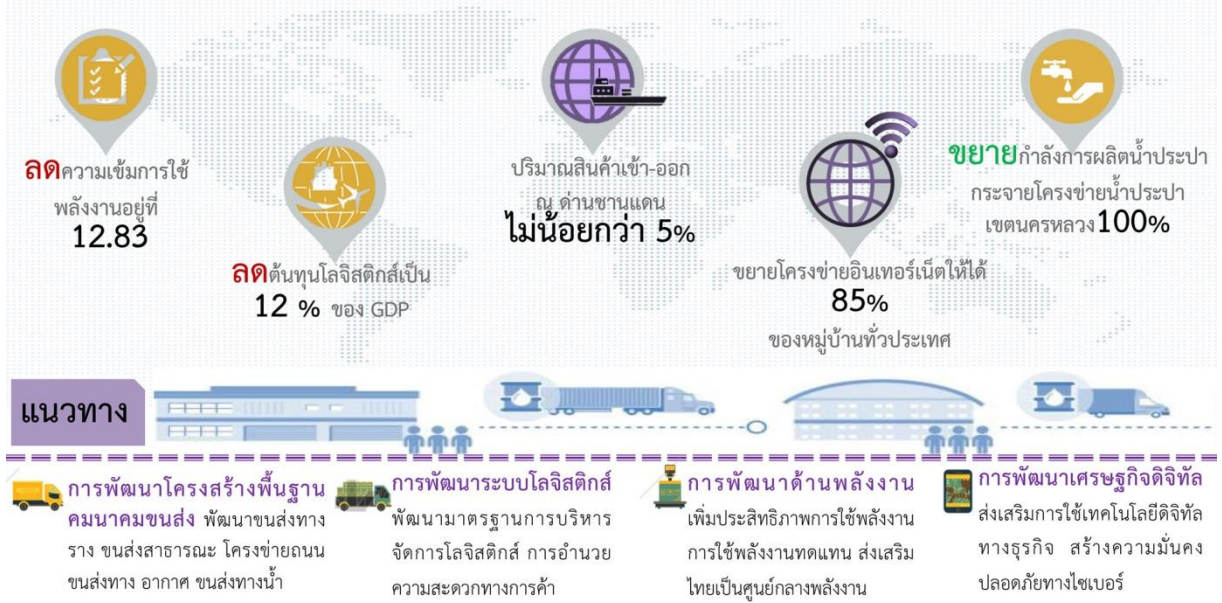 ลดความเข้มการใช้
พลังงานอยู่ที่
12.83
ลดต้นทุนโลจิสติกส์เป็น
12 % ของ GDP
ปริมาณสินค้าเข้า-ออก
ณ ด่านชานแดน
ไม่น้อยกว่า 5%
ขยายโครงข่ายอินเทอร์เน็ตให้ได้
85%
ของหมู่บ้านทั่วประเทศ
ขยายกำลังการผลิตน้ำประปา
กระจายโครงข่ายน้ำประปา
เขตนครหลวง100%
แนวทาง
การพัฒนาโครงสร้างพื้นฐาน
คมนาคมขนส่ง พัฒนาขนส่งทาง
ราง ขนส่งสาธารณะ โครงข่ายถนน
ขนส่งทาง อากาศ ขนส่งทางน้ำ
การพัฒนาระบบโลจิสติกส์
พัฒนามาตรฐานการบริหาร
จัดการโลจิสติกส์ การอำนวย
ความสะดวกทางการค้า
การพัฒนาด้านพลังงาน
เพิ่มประสิทธิภาพการใช้พลังงาน
การใช้พลังงานทดแทน ส่งเสริม
ไทยเป็นศูนย์กลางพลังงาน
การพัฒนาเศรษฐกิจดิจิทัล
ส่งเสริมการใช้เทคโนโลยีดิจิทัล
ทางธุรกิจ สร้างความมั่นคง
ปลอดภัยทางไซเบอร์